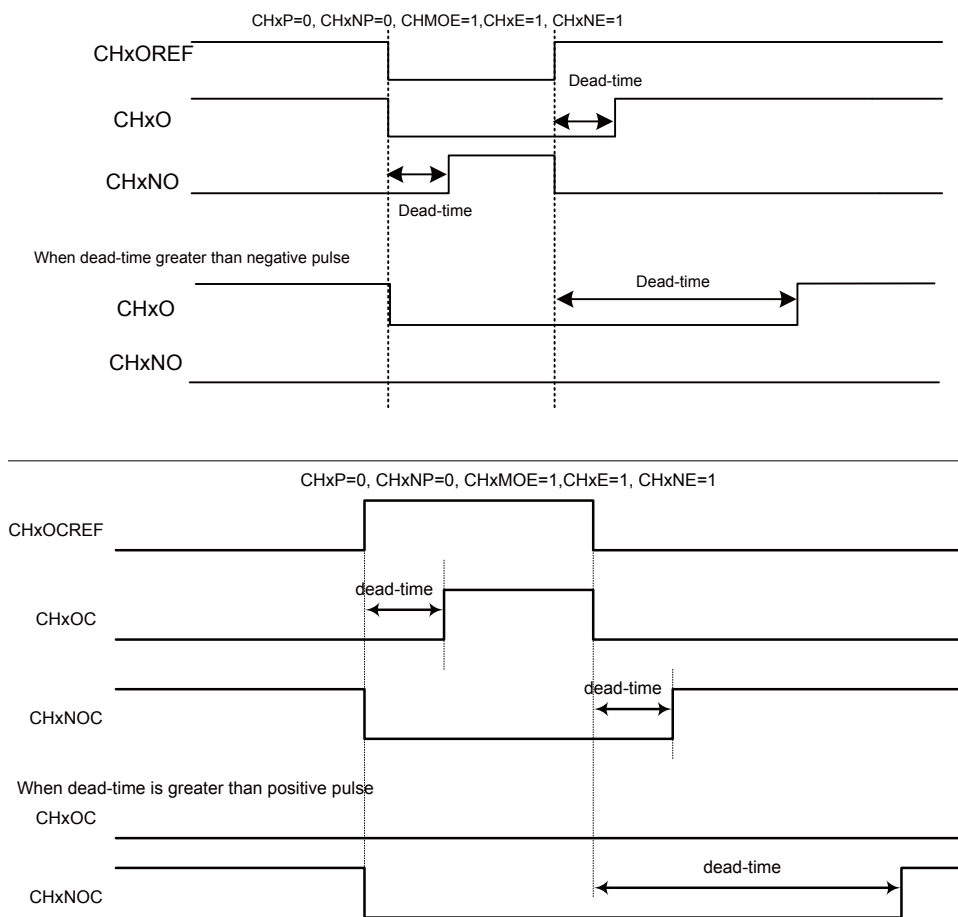 CHxP=0, CHxNP=0, CHMOE=1,CHxE=1, CHxNE=1
CHxOREF
Dead-time
CHxO
CHxNO
Dead-time
When dead-time greater than negative pulse
Dead-time
CHxO
CHxNO
CHxP=0, CHxNP=0, CHxMOE=1,CHxE=1, CHxNE=1
CHxOCREF
dead-time
CHxOC
dead-time
CHxNOC
When dead-time is greater than positive pulse
CHxOC
dead-time
CHxNOC